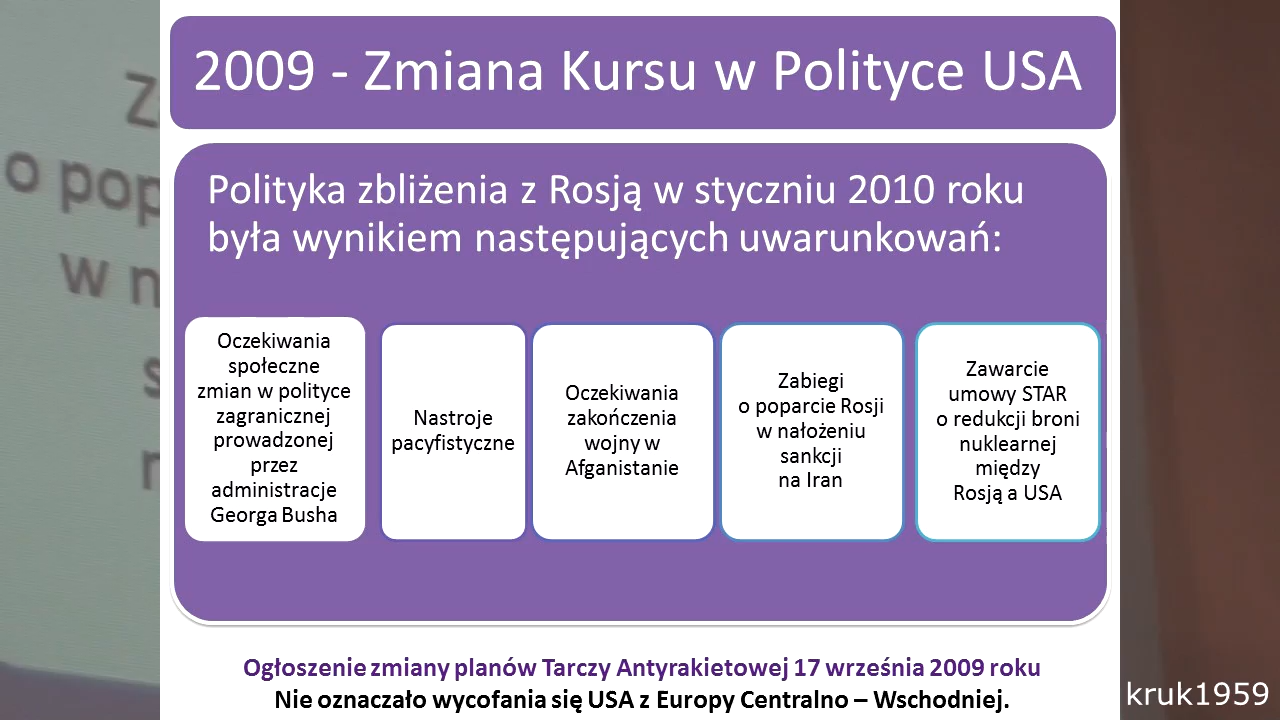 2009 - Zmiana Kursu w Polityce USA
Polityka zbliżenia z Rosją w styczniu 2010 roku
była wynikiem następujących uwarunkowań:
Oczekiwania
społeczne
zmian w polityce
zagranicznej
prowadzonej
przez
administracje
Georga Busha
Nastroje
pacyfistyczne
Oczekiwania
zakończenia
wojny w
Afganistanie
Zabiegi
o poparcie Rosji
w nałożeniu
sankcji
na Iran
Zawarcie
umowy STAR
o redukcji broni
nuklearnej
między
Rosją a USA
Ogłoszenie zmiany planów Tarczy Antyrakietowej 17 września 2009 roku
Nie oznaczało wycofania się USA z Europy Centralno – Wschodniej.
kruk1959
Z
o pop
w n